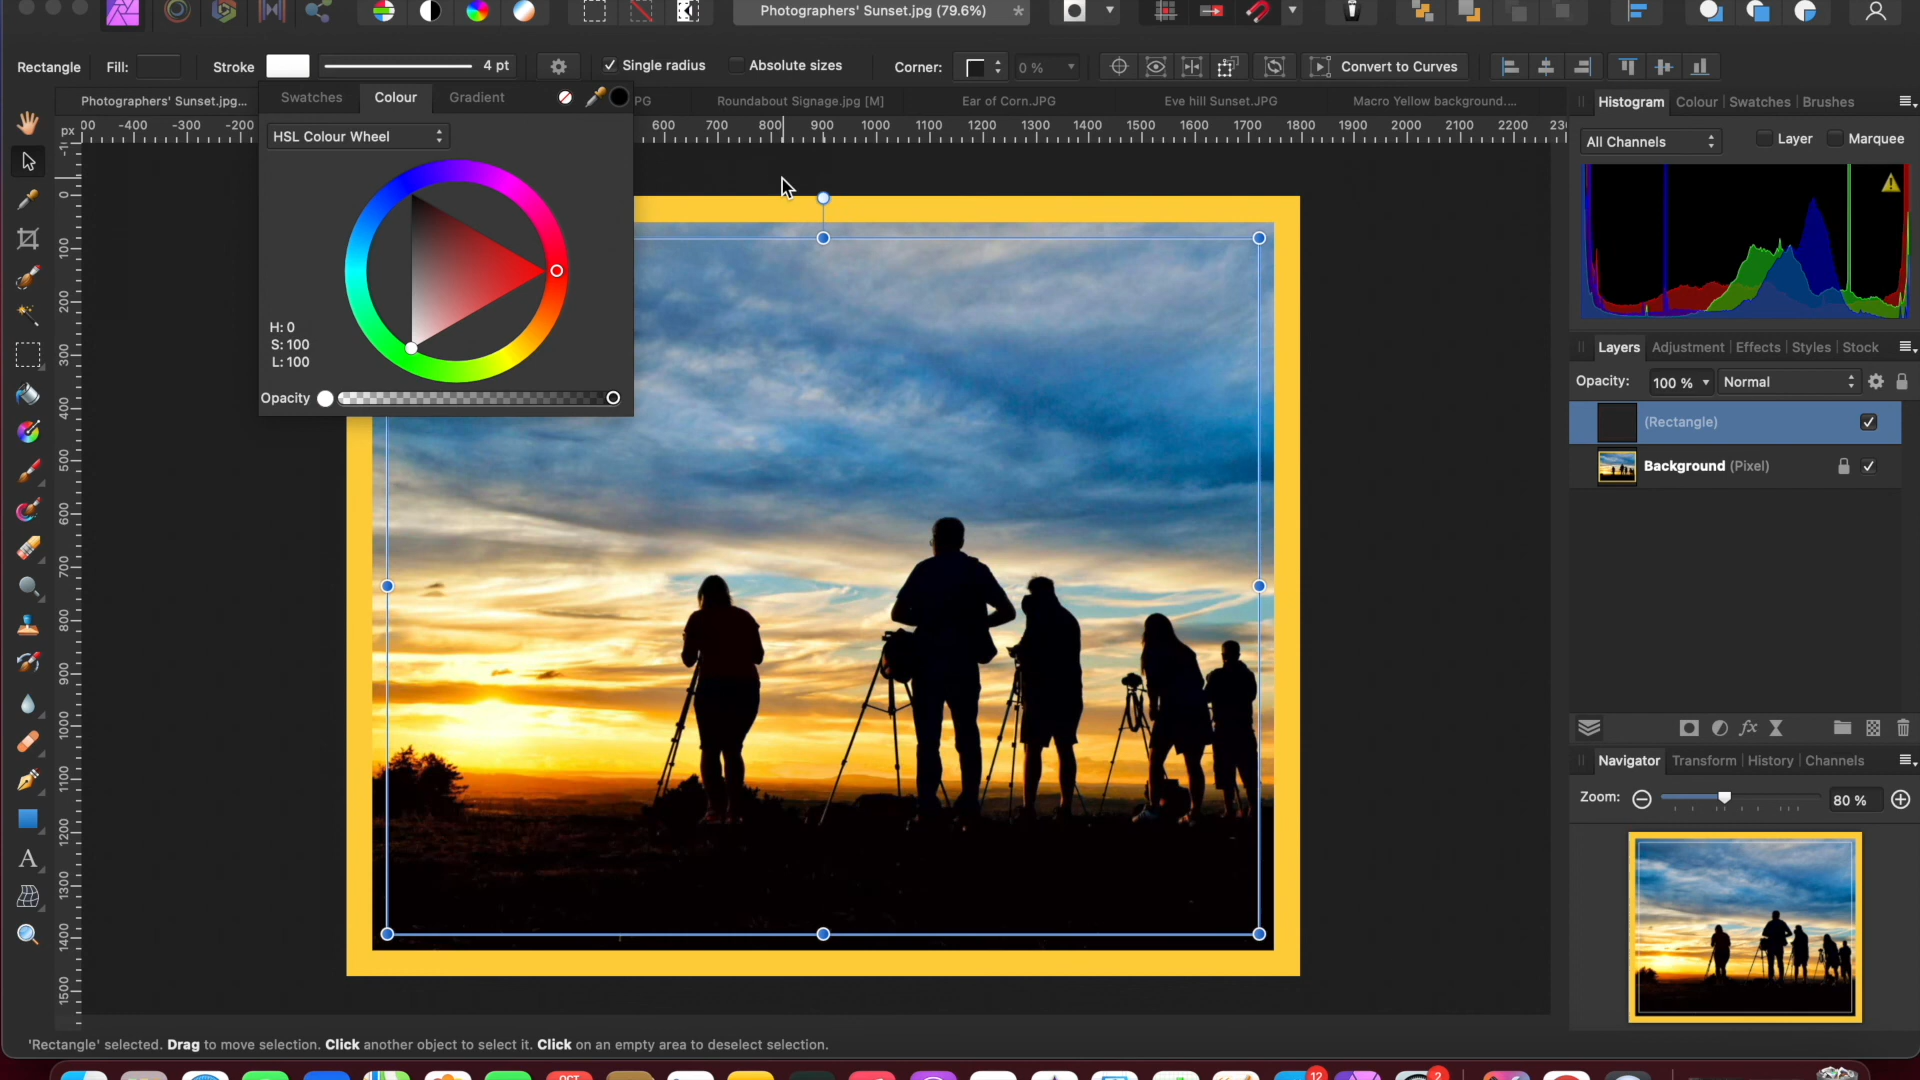 Photographers' Sunset.jpg (79.6%) *
Rectangle Fill: Stroke 4 pt Single radius Absolute sizes Corner: 0 % Convert to Curves
Photographers' Sunset.jpg... PG Roundabout Signage.jpg [M] Ear of Corn.JPG Eve hill Sunset.JPG Macro Yellow background....
Swatches Colour Gradient
px 00 -400 -300 -200 600 700 800 900 1000 1100 1200 1300 1400 1500 1600 1700 1800 1900 2000 2100 2200 23
HSL Colour Wheel
H: 0
S: 100
L: 100
Opacity
0
100
200
300
400
500
600
700
800
900
1000
1100
1200
1300
1400
1500
Histogram Colour Swatches Brushes
All Channels Layer Marquee
Layers Adjustment Effects Styles Stock
Opacity: 100 % Normal
(Rectangle)
Background (Pixel)
fx
Navigator Transform History Channels
Zoom: 80 %
A
'Rectangle' selected. Drag to move selection. Click another object to select it. Click on an empty area to deselect selection.
OCT 12 2